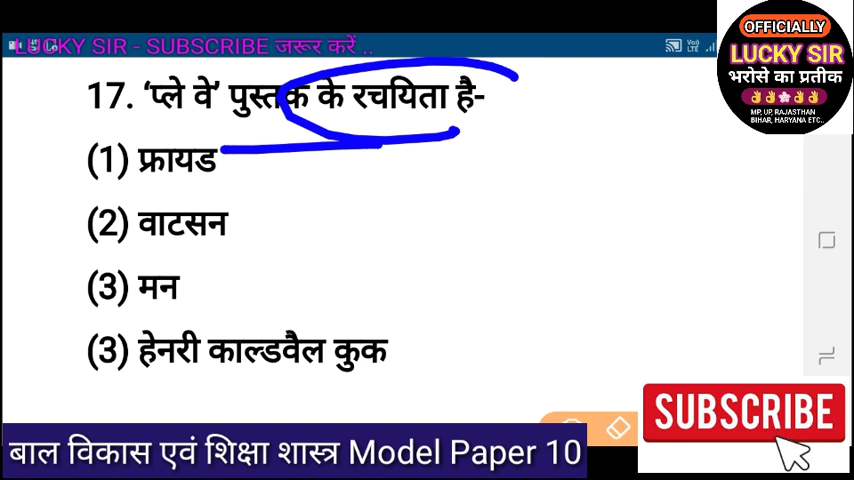 LUCKY SIR - SUBSCRIBE जरूर करें ..
OFFICIALLY
LUCKY SIR
भरोसे का प्रतीक
MP, UP, RAJASTHAN
BIHAR, HARYANA ETC..
17. ‘प्ले वे’ पुस्तक के रचयिता है-
(1) फ्रायड
(2) वाटसन
(3) मन
(3) हेनरी काल्डवैल कुक
SUBSCRIBE
बाल विकास एवं शिक्षा शास्त्र Model Paper 10